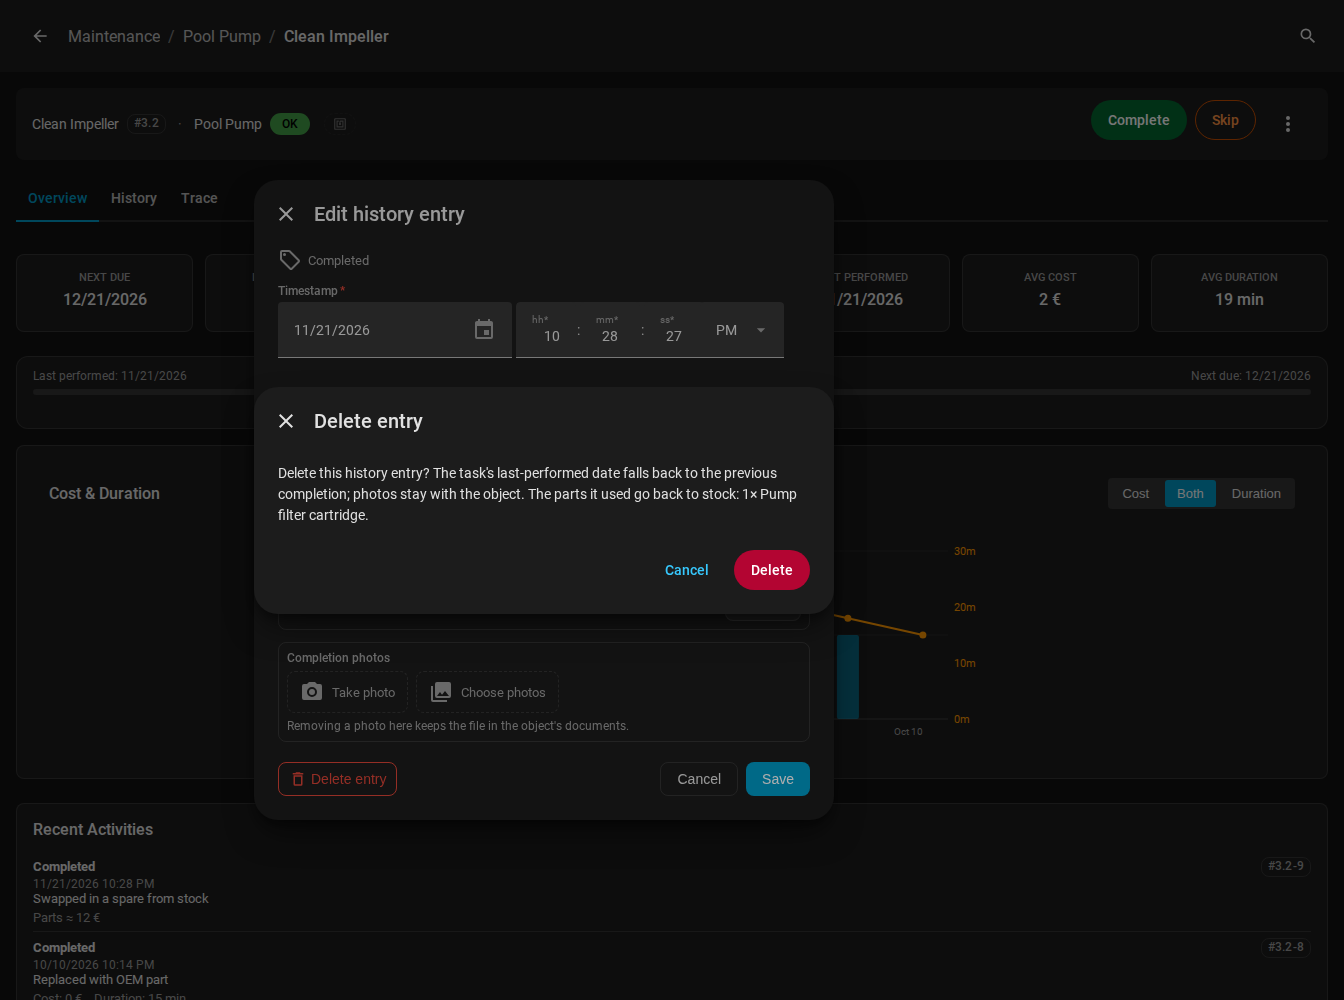 Maintenance / Pool Pump / Clean Impeller
Clean Impeller #3.2 · Pool Pump OK
Complete
Skip
Overview
History
Trace
Edit history entry
Completed
Timestamp *
11/21/2026
hh* mm* ss*
10 : 28 : 27 PM
NEXT DUE
12/21/2026
T PERFORMED
/21/2026
AVG COST
2 €
AVG DURATION
19 min
Last performed: 11/21/2026
Next due: 12/21/2026
Delete entry
Delete this history entry? The task's last-performed date falls back to the previous
completion; photos stay with the object. The parts it used go back to stock: 1× Pump
filter cartridge.
Cancel
Delete
Cost & Duration
Cost
Both
Duration
30m
20m
10m
0m
Oct 10
Completion photos
Take photo
Choose photos
Removing a photo here keeps the file in the object's documents.
Delete entry
Cancel
Save
Recent Activities
Completed
#3.2-9
11/21/2026 10:28 PM
Swapped in a spare from stock
Parts ≈ 12 €
Completed
#3.2-8
10/10/2026 10:14 PM
Replaced with OEM part
Cost: 0 € Duration: 15 min